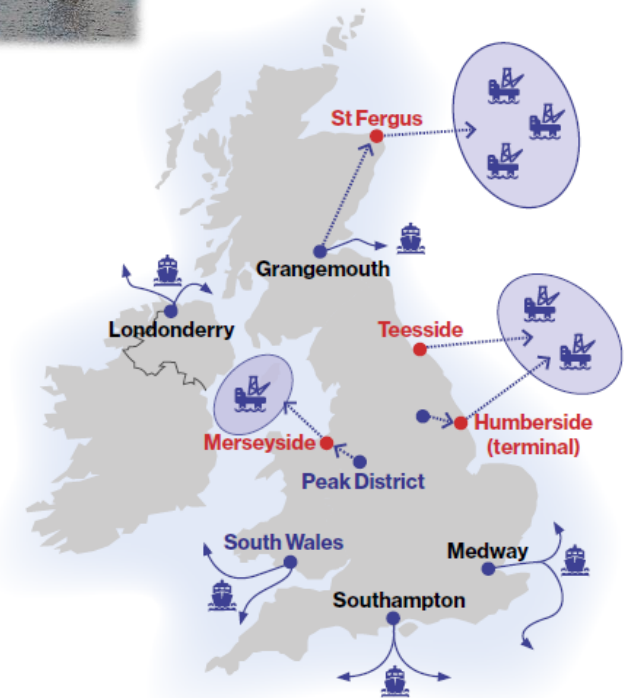 St Fergus
Grangemouth
Londonderry
Teesside
Humberside
(terminal)
Merseyside
Peak District
South Wales
Medway
Southampton